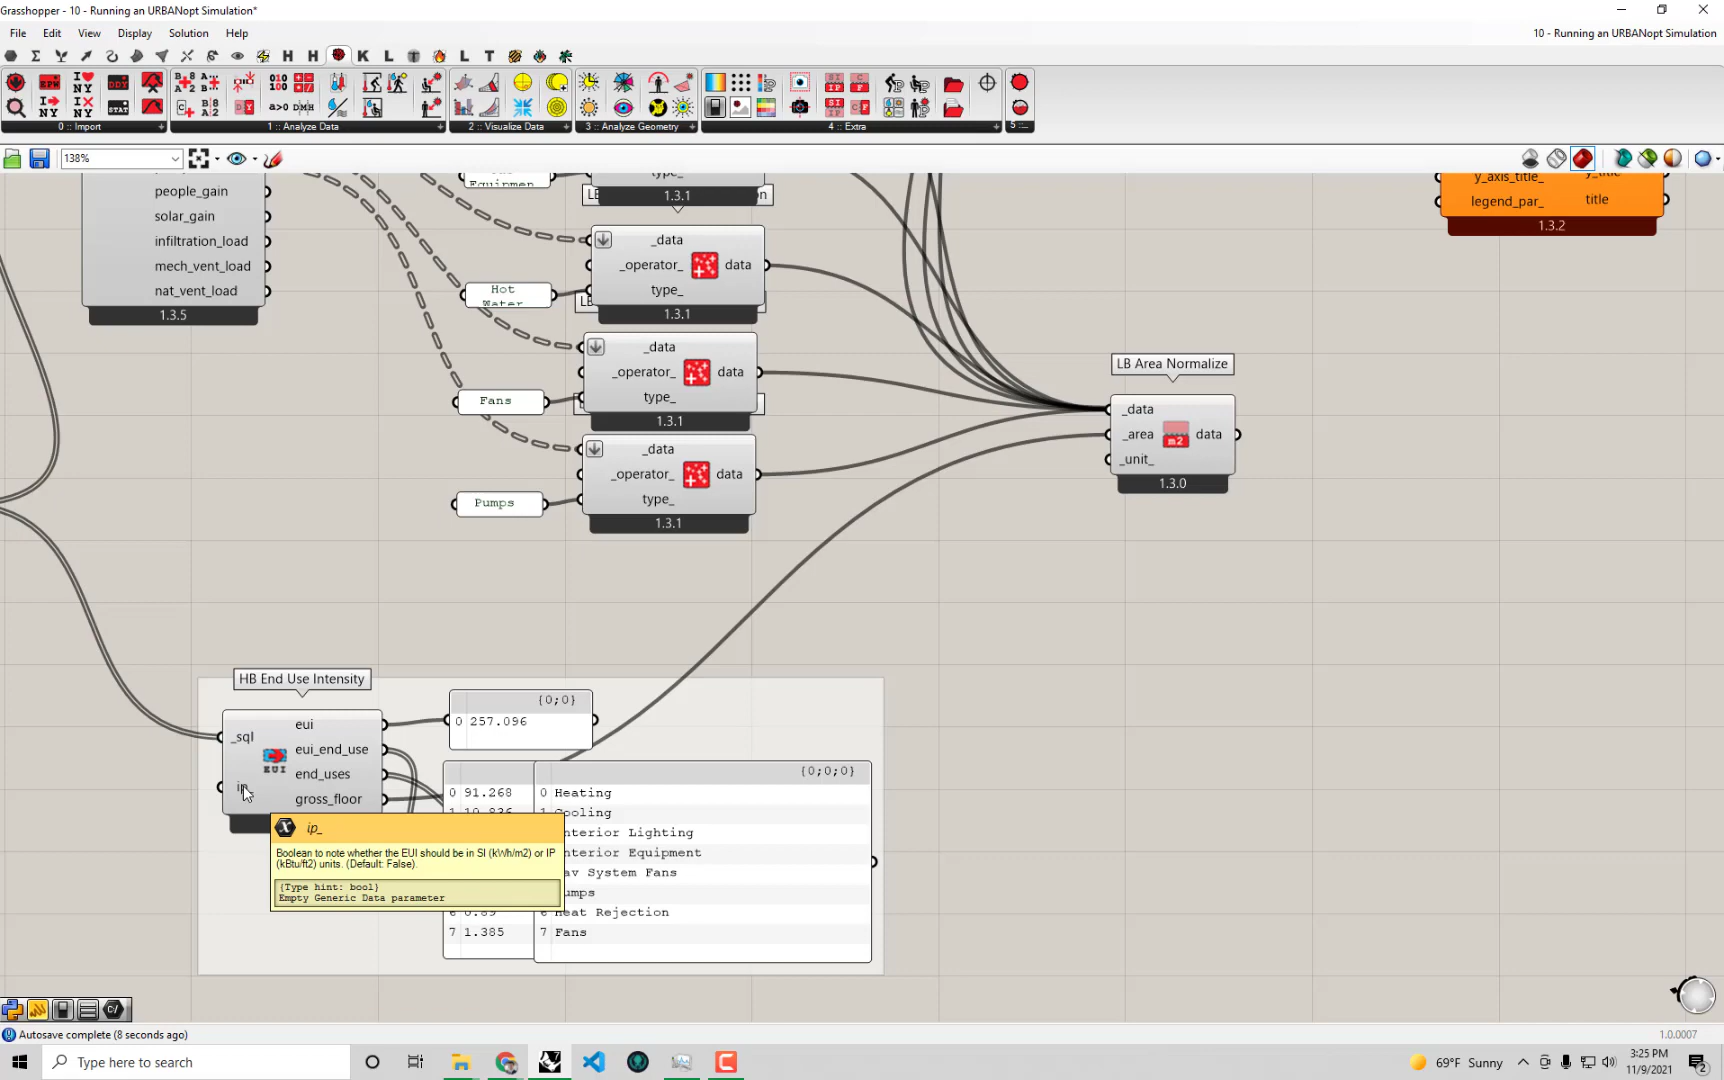 Grasshopper - 10 - Running an URBANopt Simulation*
File Edit View Display Solution Help
10 - Running an URBANopt Simulation
0 :: Import
1 :: Analyze Data
2 :: Visualize Data
3 :: Analyze Geometry
4 :: Extra
5 ::
138%
people_gain
solar_gain
infiltration_load
mech_vent_load
nat_vent_load
1.3.5
1.3.1
_data
_operator_ data
type_
Hot
Water
1.3.1
_data
_operator_ data
type_
Fans
1.3.1
_data
_operator_ data
type_
Pumps
1.3.1
y_axis_title_ y_title
legend_par_ title
1.3.2
LB Area Normalize
_data
_area m2 data
_unit_
1.3.0
HB End Use Intensity
eui
_sql
eui_end_use
EUI
end_uses
gross_floor
{0;0}
0 257.096
{0;0;0}
0 91.268
0 Heating
Cooling
Interior Lighting
Fans
7 1.385
7 Fans
6 Heat Rejection
ip_
Boolean to note whether the EUI should be in SI (kWh/m2) or IP
(kBtu/ft2) units. (Default: False).
{Type hint: bool}
Empty Generic Data parameter
Autosave complete (8 seconds ago)
1.0.0007
Type here to search
69°F Sunny
3:25 PM
11/9/2021